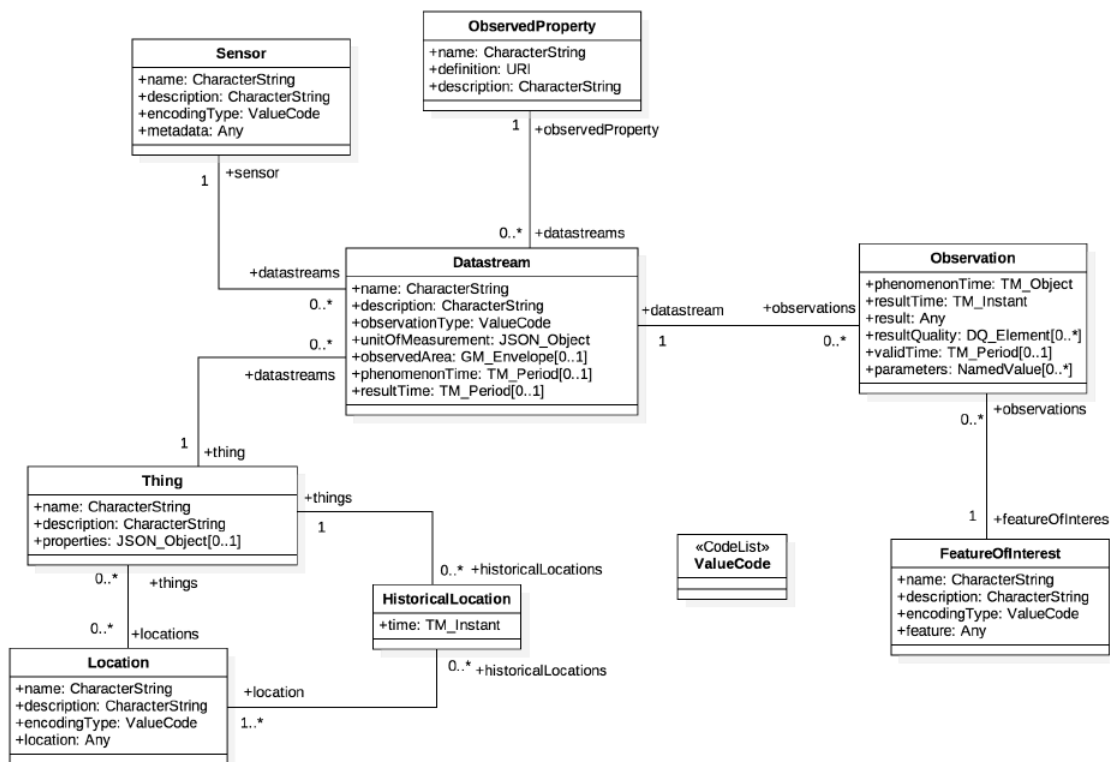 ObservedProperty
+name: CharacterString
+definition: URI
+description: CharacterString
Sensor
+name: CharacterString
+description: CharacterString
+encodingType: ValueCode
+metadata: Any
1
+observedProperty
1
+sensor
0..*
+datastreams
+datastreams
0..*
Datastream
+name: CharacterString
+description: CharacterString
+observationType: ValueCode
+unitOfMeasurement: JSON_Object
+observedArea: GM_Envelope[0..1]
+phenomenonTime: TM_Period[0..1]
+resultTime: TM_Period[0..1]
+datastream
1
+observations
0..*
Observation
+phenomenonTime: TM_Object
+resultTime: TM_Instant
+result: Any
+resultQuality: DQ_Element[0..*]
+validTime: TM_Period[0..1]
+parameters: NamedValue[0..*]
0..*
+datastreams
1
+thing
0..*
+observations
Thing
+name: CharacterString
+description: CharacterString
+properties: JSON_Object[0..1]
+things
1
1
+featureOfInteres
«CodeList»
ValueCode
FeatureOfInterest
+name: CharacterString
+description: CharacterString
+encodingType: ValueCode
+feature: Any
0..*
+things
0..*
+historicalLocations
HistoricalLocation
+time: TM_Instant
0..*
+locations
0..*
+historicalLocations
Location
+name: CharacterString
+description: CharacterString
+encodingType: ValueCode
+location: Any
+location
1..*